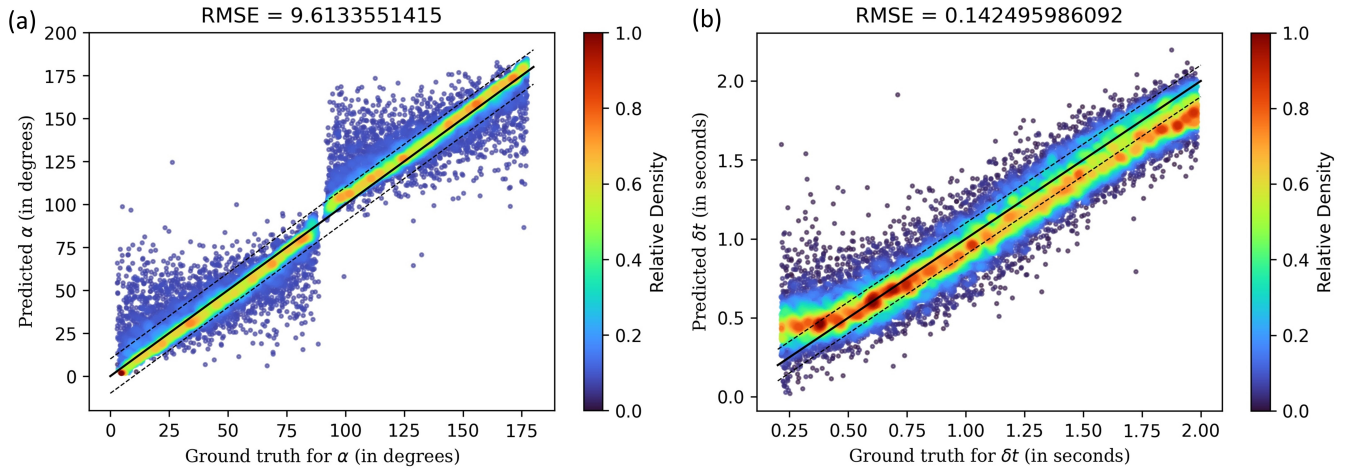 (a)
RMSE = 9.6133551415
200
175
150
125
100
75
50
25
0
Predicted α (in degrees)
0 25 50 75 100 125 150 175
Ground truth for α (in degrees)
1.0
0.8
0.6
0.4
0.2
0.0
Relative Density
(b)
RMSE = 0.142495986092
2.0
1.5
1.0
0.5
0.0
Predicted δt (in seconds)
0.25 0.50 0.75 1.00 1.25 1.50 1.75 2.00
Ground truth for δt (in seconds)
1.0
0.8
0.6
0.4
0.2
0.0
Relative Density